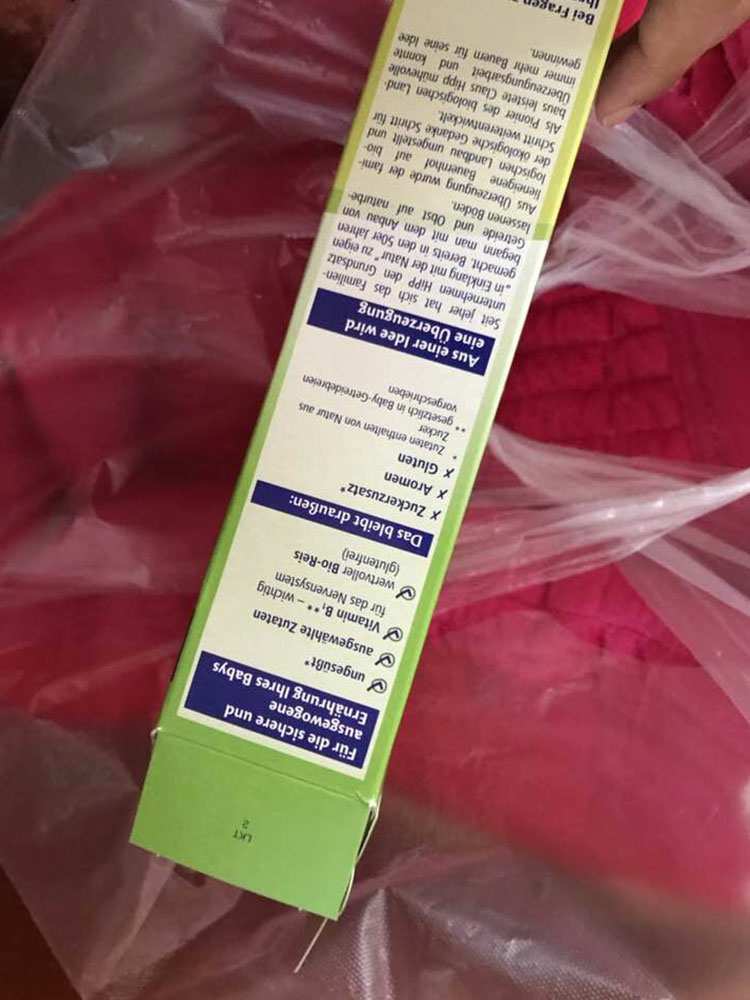 Für die sichere und
ausgewogene
Ernährung Ihres Babys
ungesüßt*
ausgewählte Zutaten
Vitamin B₁** – wichtig
für das Nervensystem
wertvoller Bio-Reis
(glutenfrei)
Das bleibt draußen:
✗ Zuckerzusatz*
✗ Aromen
✗ Gluten
* Zutaten enthalten von Natur aus
Zucker
** gesetzlich in Baby-Getreidebreien
vorgeschrieben
Aus einer Idee wird
eine Überzeugung
Seit jeher hat sich das Familien-
unternehmen HiPP den Grundsatz
„in Einklang mit der Natur“ zu eigen
gemacht. Bereits in den 50er Jahren
begann man mit dem Anbau von
Getreide und Obst auf naturbe-
lassenen Böden.
Aus Überzeugung wurde der fami-
lieneigene Bauernhof auf bio-
logischen Landbau umgestellt und
der ökologische Gedanke Schritt für
Schritt weiterentwickelt.
Als Pionier des biologischen Land-
baus leistete Claus Hipp mühevolle
Überzeugungsarbeit und konnte
immer mehr Bauern für seine Idee
gewinnen.
Bei Fragen
LKT
2